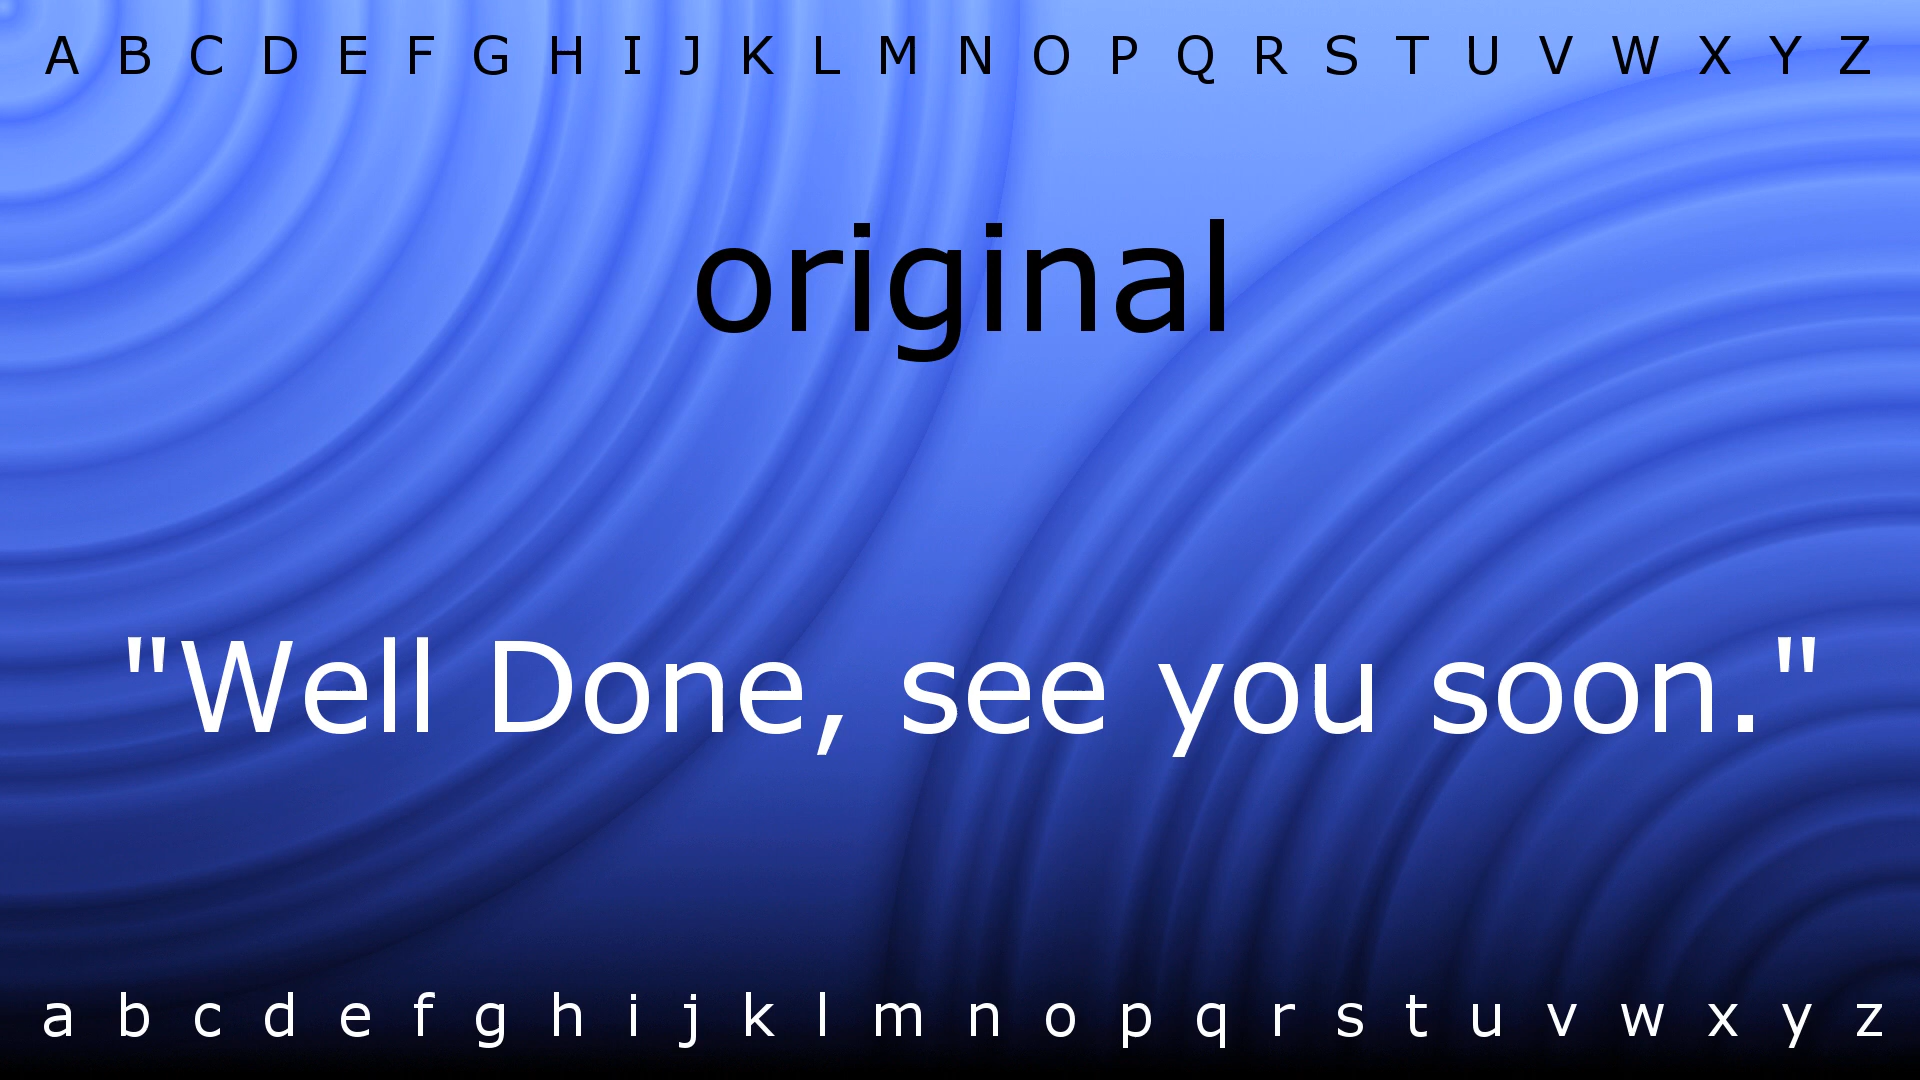 A B C D E F G H I J K L M N O P Q R S T U V W X Y Z
original
"Well Done, see you soon."
a b c d e f g h i j k l m n o p q r s t u v w x y z